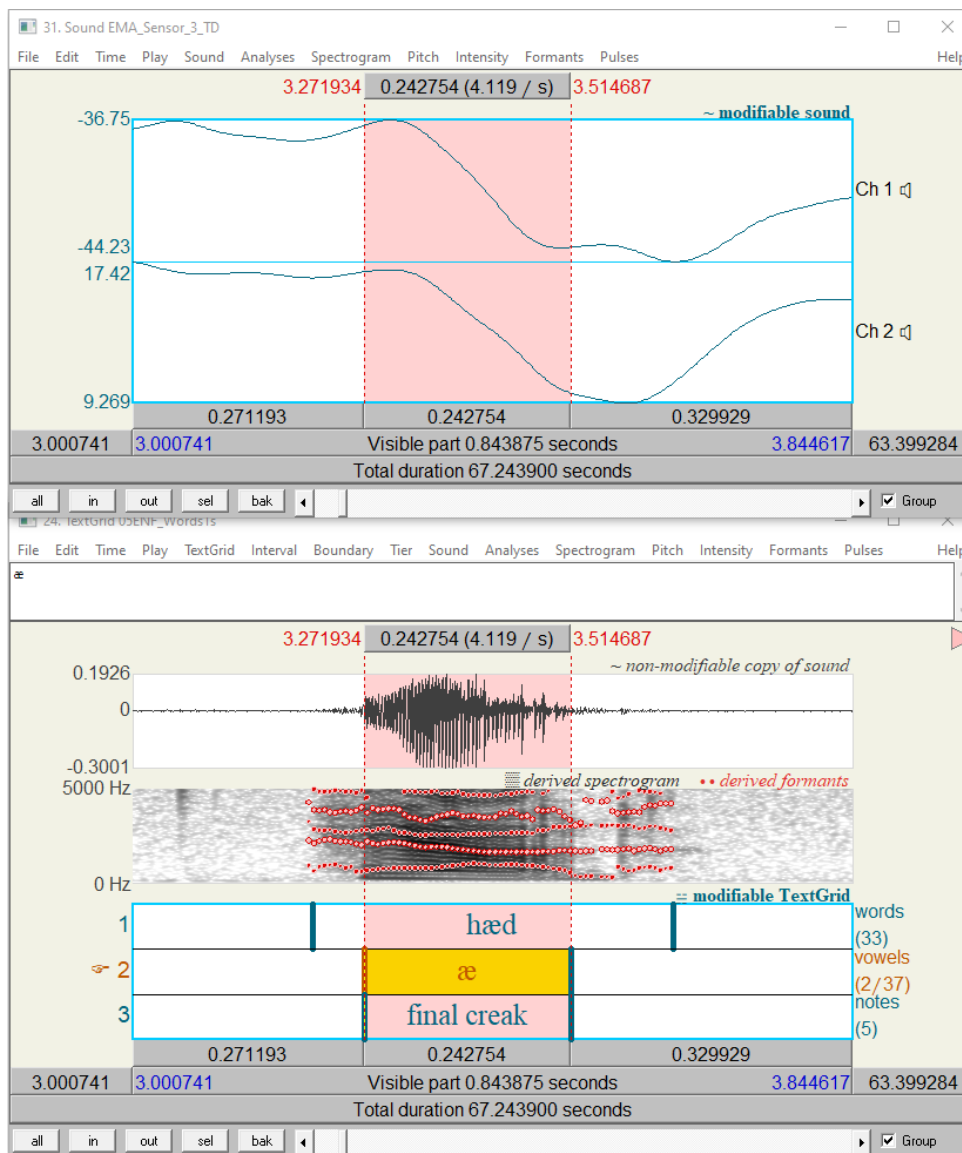 31. Sound EMA_Sensor_3_TD
File Edit Time Play Sound Analyses Spectrogram Pitch Intensity Formants Pulses Help
3.271934 0.242754 (4.119 / s) 3.514687
-36.75 ~ modifiable sound
Ch 1
-44.23
17.42
Ch 2
9.269
0.271193 0.242754 0.329929
3.000741 3.000741 Visible part 0.843875 seconds 3.844617 63.399284
Total duration 67.243900 seconds
all in out sel bak Group
24. TextGrid 05ENF_Words1s
File Edit Time Play TextGrid Interval Boundary Tier Sound Analyses Spectrogram Pitch Intensity Formants Pulses Help
æ
3.271934 0.242754 (4.119 / s) 3.514687
0.1926 ~ non-modifiable copy of sound
0
-0.3001
5000 Hz derived spectrogram derived formants
0 Hz
modifiable TextGrid
1 hæd words (33)
2 æ vowels (2/37)
3 final creak notes (5)
0.271193 0.242754 0.329929
3.000741 3.000741 Visible part 0.843875 seconds 3.844617 63.399284
Total duration 67.243900 seconds
all in out sel bak Group